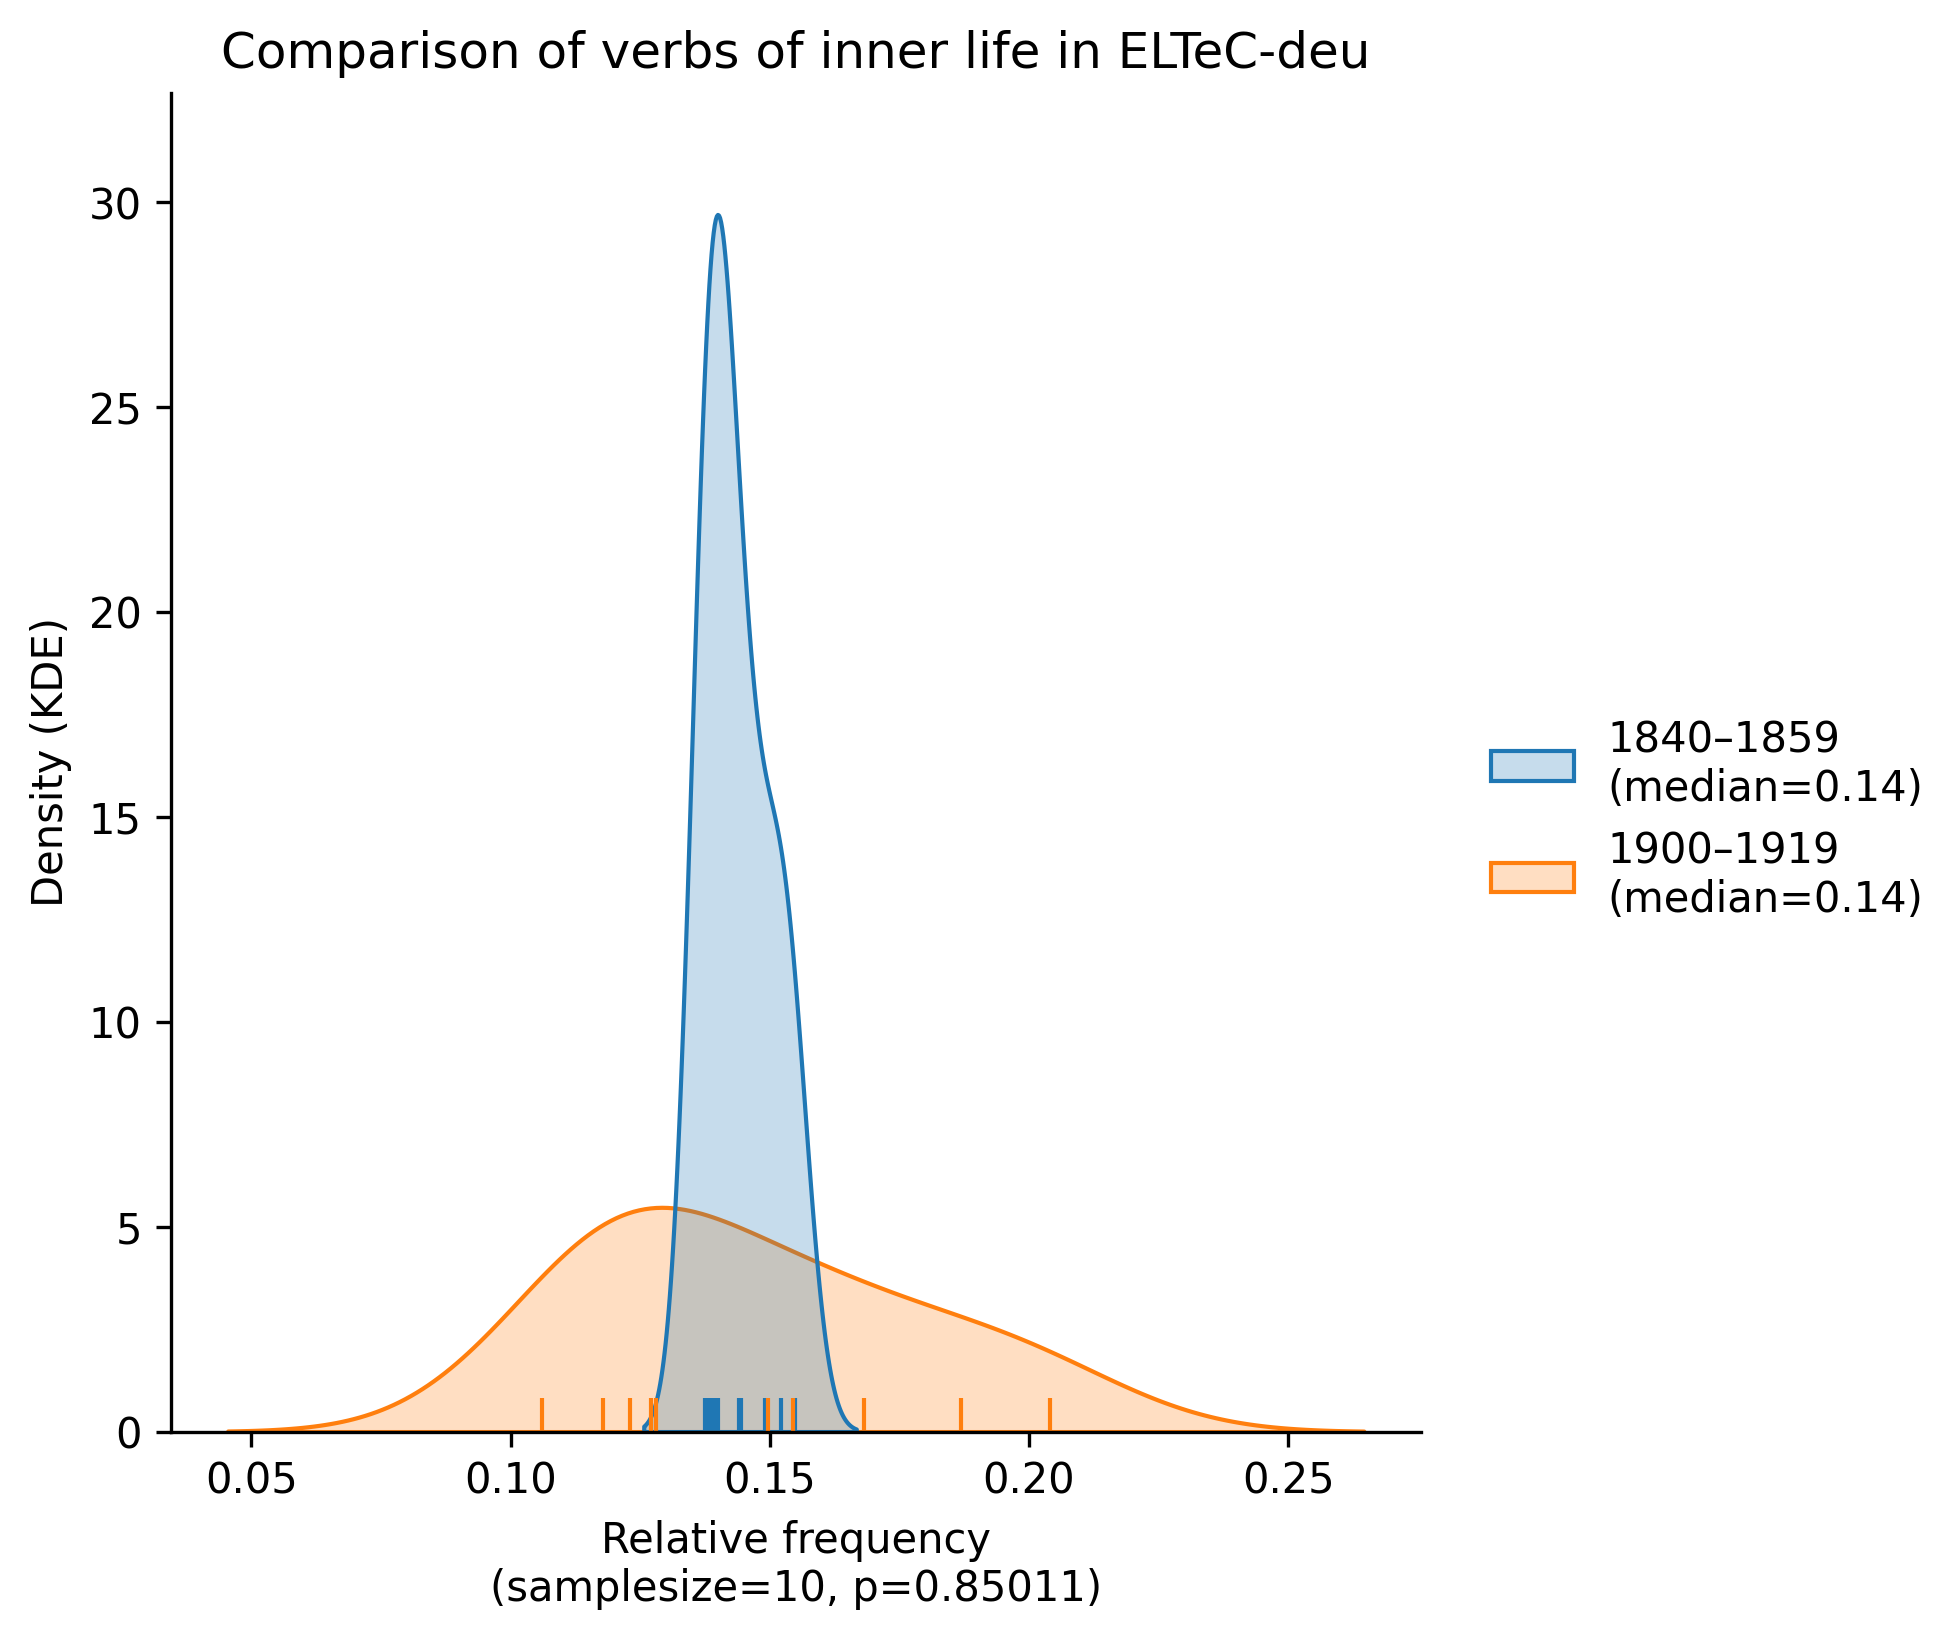 Comparison of verbs of inner life in ELTeC-deu
30
25
20
15
10
5
0
Density (KDE)
0.05 0.10 0.15 0.20 0.25
Relative frequency
(samplesize=10, p=0.85011)
1840–1859
(median=0.14)
1900–1919
(median=0.14)